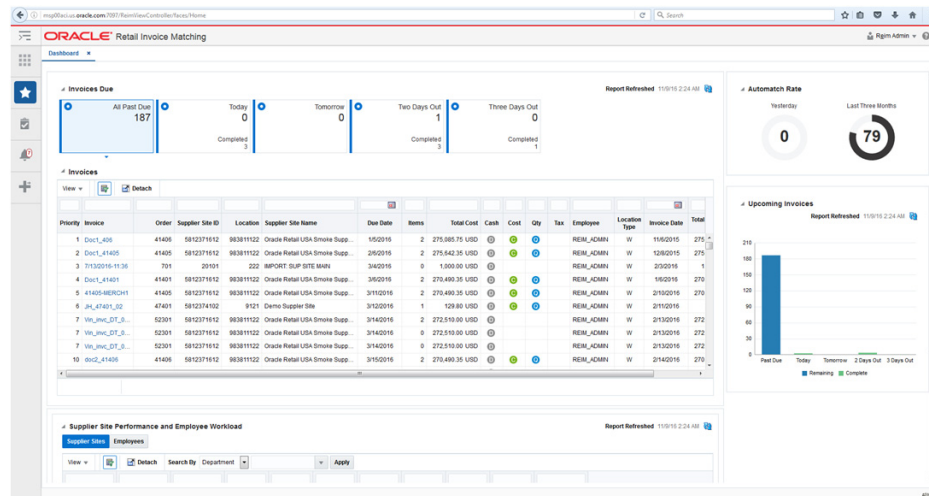 msp00aci.us.oracle.com:7097/ReimViewController/faces/Home
Search
ORACLE Retail Invoice Matching
Reim Admin
Dashboard
Invoices Due
Report Refreshed 11/9/16 2:24 AM
All Past Due
187
Today
0
Completed
3
Tomorrow
0
Two Days Out
1
Completed
3
Three Days Out
0
Completed
1
Invoices
View Detach
Priority Invoice Order Supplier Site ID Location Supplier Site Name Due Date Items Total Cost Cash Cost Qty Tax Employee Location Type Invoice Date Total
1 Doc1_406 41406 5812371612 983811122 Oracle Retail USA Smoke Supp... 1/5/2016 2 275,085.75 USD D C Q REIM_ADMIN W 11/6/2015 275
2 Doc1_41405 41405 5812371612 983811122 Oracle Retail USA Smoke Supp... 2/6/2016 2 275,642.35 USD D C Q REIM_ADMIN W 12/8/2015 275
3 7/13/2016-11:36 701 20101 222 IMPORT. SUP SITE MAIN 3/4/2016 0 1,000.00 USD D REIM_ADMIN W 2/3/2016 1
4 Doc1_41401 41401 5812371612 983811122 Oracle Retail USA Smoke Supp... 3/6/2016 2 270,490.35 USD D C Q REIM_ADMIN W 1/6/2016 270
5 41405-MERCH1 41405 5812371612 983811122 Oracle Retail USA Smoke Supp... 3/11/2016 2 270,490.35 USD D C Q REIM_ADMIN W 2/10/2016 270
6 JH_47401_02 47401 5812374102 9121 Demo Suppler Site 3/12/2016 1 129.80 USD D C Q REIM_ADMIN W 2/11/2016
7 Vin_invc_DT_0... 52301 5812371612 983811122 Oracle Retail USA Smoke Supp... 3/14/2016 2 272,510.00 USD D REIM_ADMIN W 2/13/2016 272
7 Vin_invc_DT_0... 52301 5812371612 983811122 Oracle Retail USA Smoke Supp... 3/14/2016 0 272,510.00 USD D REIM_ADMIN W 2/13/2016 272
7 Vin_invc_DT_0... 52301 5812371612 983811122 Oracle Retail USA Smoke Supp... 3/14/2016 0 272,510.00 USD D REIM_ADMIN W 2/13/2016 272
10 doc2_41406 41406 5812371612 983811122 Oracle Retail USA Smoke Supp... 3/15/2016 2 270,490.35 USD D C Q REIM_ADMIN W 2/14/2016 270
Supplier Site Performance and Employee Workload
Report Refreshed 11/9/16 2:24 AM
Supplier Sites Employees
View Detach Search By Department Apply
Automatch Rate
Yesterday Last Three Months
0 79
Upcoming Invoices
Report Refreshed 11/9/16 2:24 AM
210
180
150
120
90
60
30
0
Past Due Today Tomorrow 2 Days Out 3 Days Out
Remaining Complete